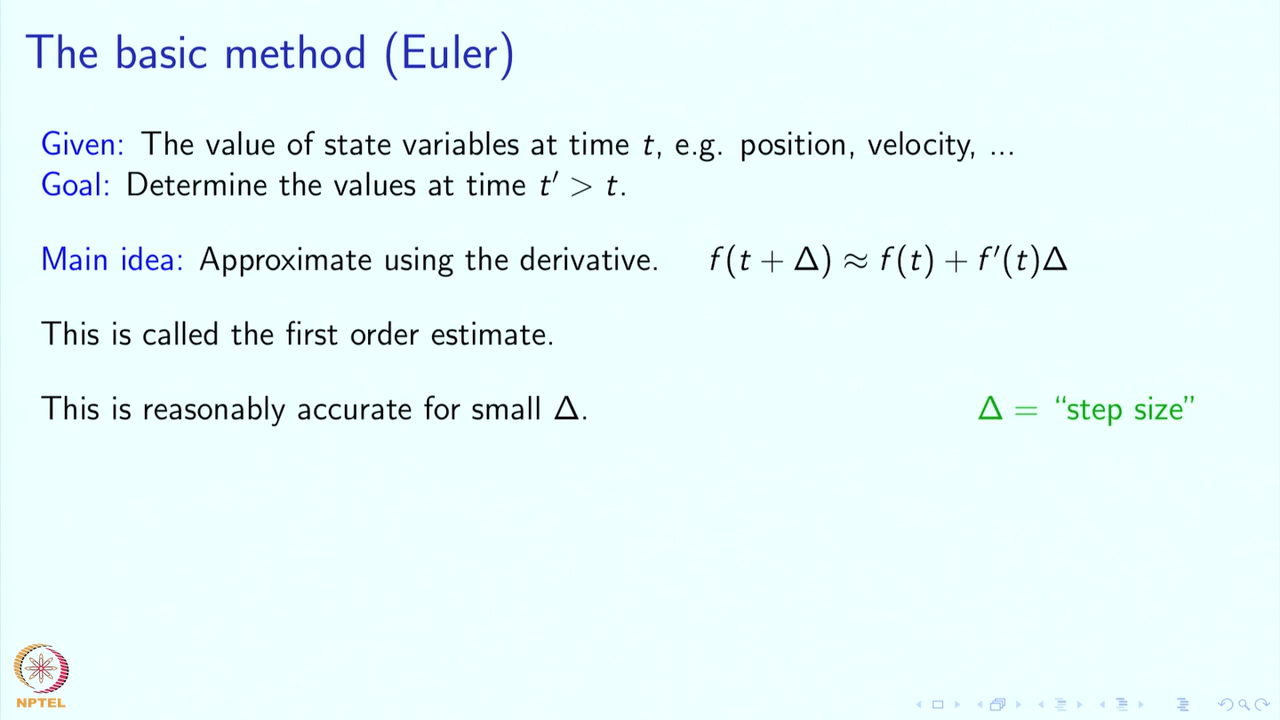 The basic method (Euler)
Given: The value of state variables at time t, e.g. position, velocity, ...
Goal: Determine the values at time t′ > t.
Main idea: Approximate using the derivative. f(t + Δ) ≈ f(t) + f′(t)Δ
This is called the first order estimate.
This is reasonably accurate for small Δ. Δ = “step size”
NPTEL